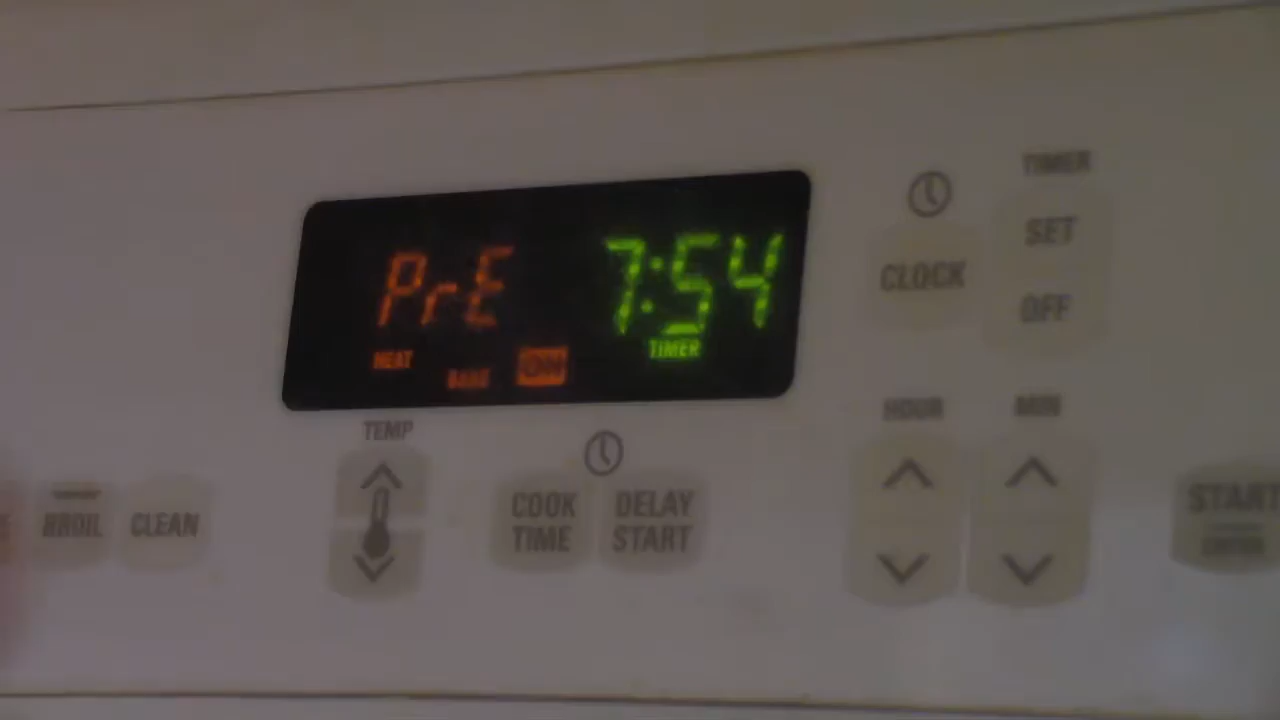 PrE 7:54
HEAT BAKE ON TIMER
TIMER
SET
OFF
CLOCK
HOUR MIN
TEMP
BROIL
CLEAN
COOK TIME
DELAY START
START
ENTER